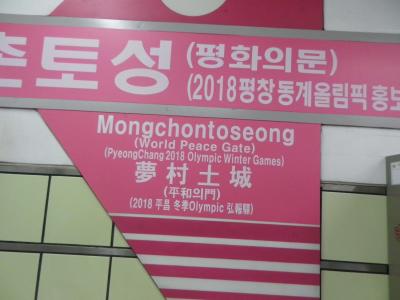 촌토성 (평화의문)
(2018평창동계올림픽 홍보
Mongchontoseong
(World Peace Gate)
(PyeongChang 2018 Olympic Winter Games)
夢村土城
(平和의門)
(2018 平昌 冬季Olympic 弘報驛)